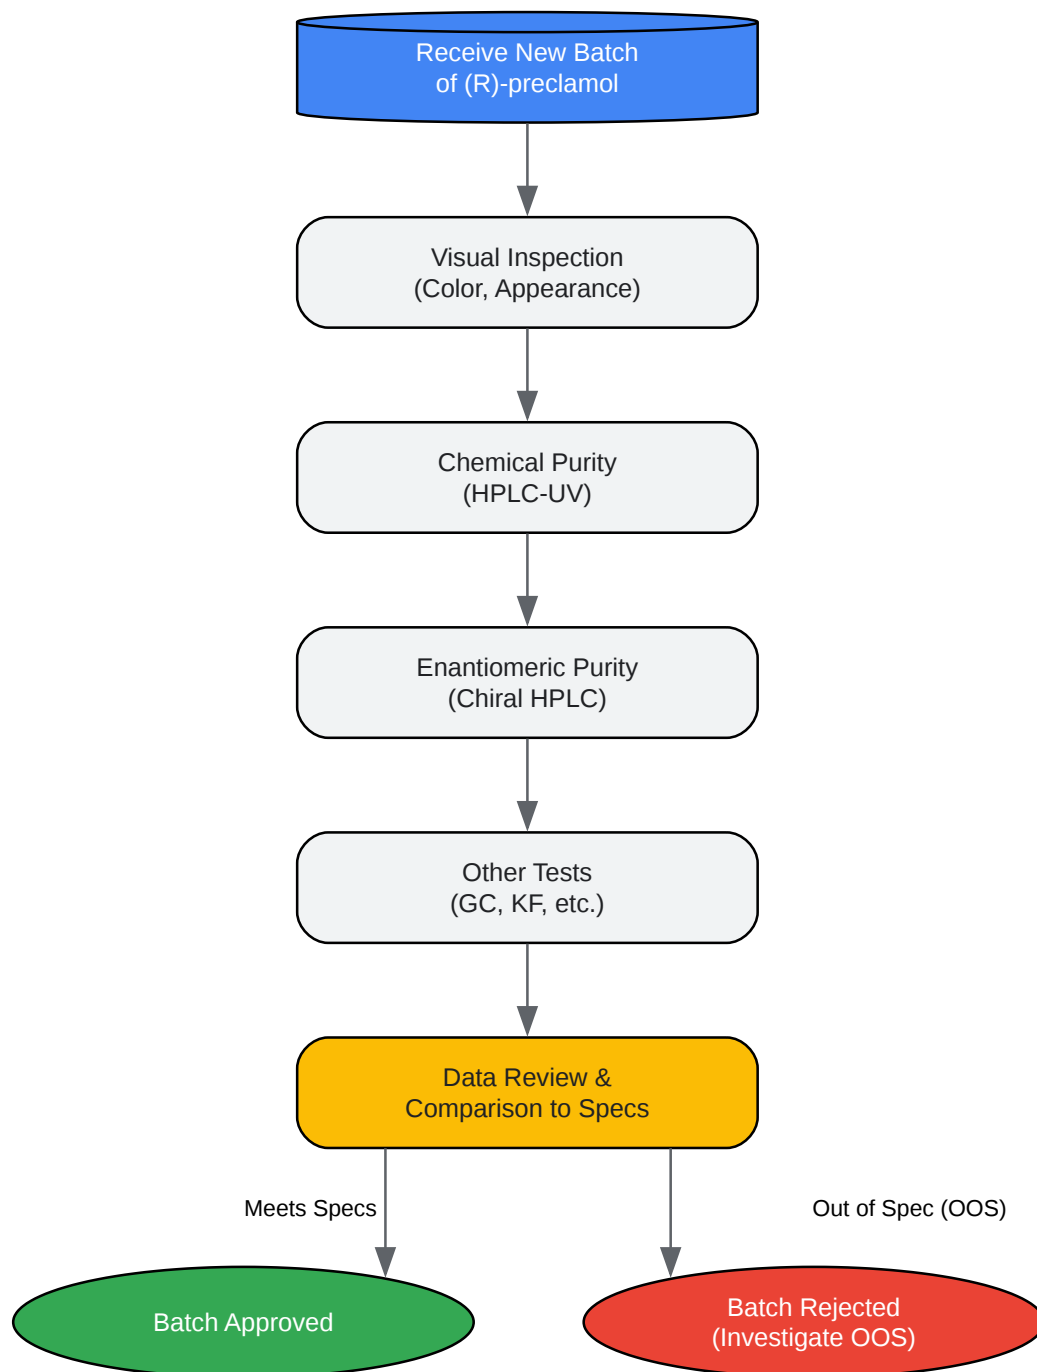 Receive New Batch
of (R)-preclamol
Visual Inspection
(Color, Appearance)
Chemical Purity
(HPLC-UV)
Enantiomeric Purity
(Chiral HPLC)
Other Tests
(GC, KF, etc.)
Data Review &
Comparison to Specs
Meets Specs
Out of Spec (OOS)
Batch Approved
Batch Rejected
(Investigate OOS)